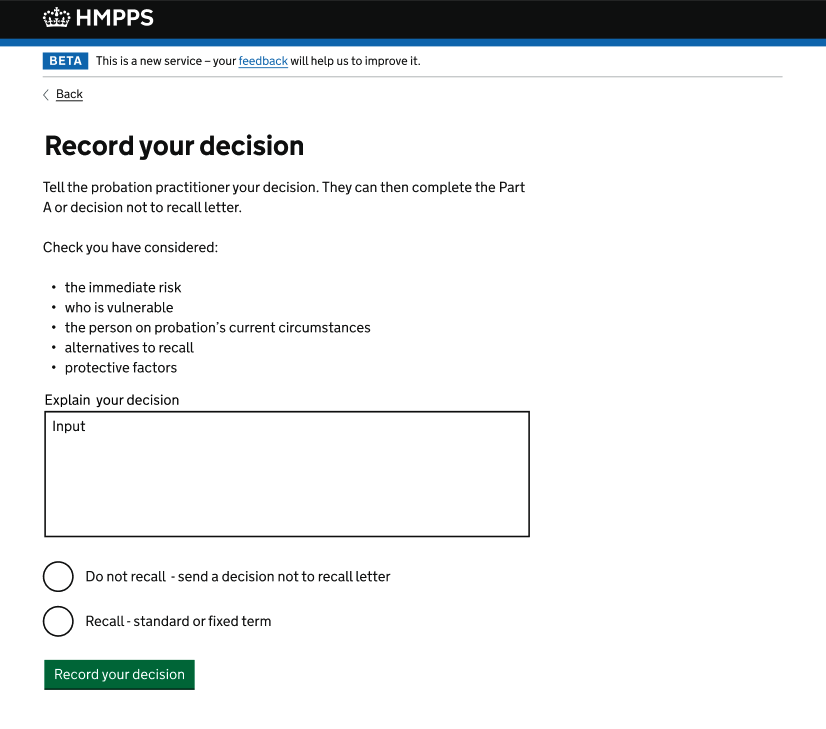 HMPPS
BETA This is a new service – your feedback will help us to improve it.
Back
Record your decision
Tell the probation practitioner your decision. They can then complete the Part
A or decision not to recall letter.
Check you have considered:
• the immediate risk
• who is vulnerable
• the person on probation's current circumstances
• alternatives to recall
• protective factors
Explain  your decision
Input
Do not recall  - send a decision not to recall letter
Recall - standard or fixed term
Record your decision